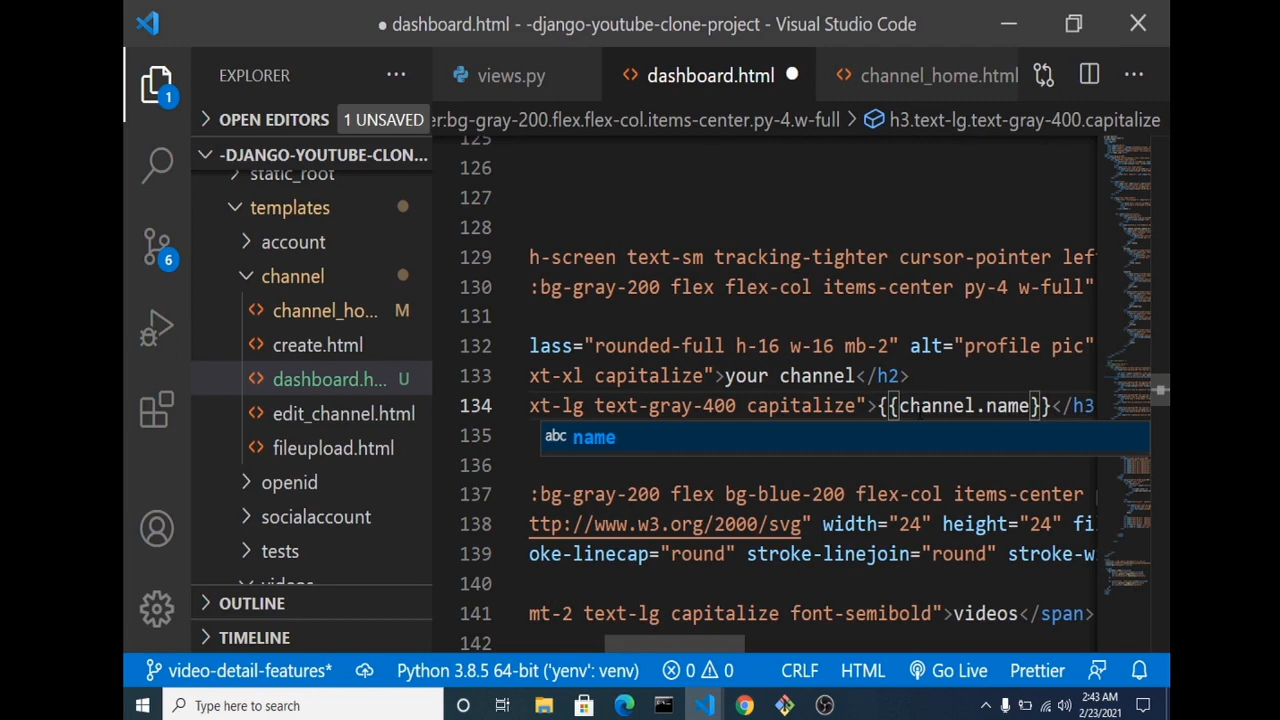 ● dashboard.html - -django-youtube-clone-project - Visual Studio Code
EXPLORER
views.py
dashboard.html
channel_home.html
1
OPEN EDITORS
1 UNSAVED
er:bg-gray-200.flex.flex-col.items-center.py-4.w-full
h3.text-lg.text-gray-400.capitalize
-DJANGO-YOUTUBE-CLON...
static_root
templates
account
channel
channel_ho... M
create.html
dashboard.h... U
edit_channel.html
fileupload.html
openid
socialaccount
tests
videos
OUTLINE
TIMELINE
6
125
126
127
128
129 h-screen text-sm tracking-tighter cursor-pointer left
130 :bg-gray-200 flex flex-col items-center py-4 w-full"
131
132 lass="rounded-full h-16 w-16 mb-2" alt="profile pic"
133 xt-xl capitalize">your channel</h2>
134 xt-lg text-gray-400 capitalize">{{channel.name}}</h3
135
abc name
136
137 :bg-gray-200 flex bg-blue-200 flex-col items-center
138 ttp://www.w3.org/2000/svg" width="24" height="24" fil
139 oke-linecap="round" stroke-linejoin="round" stroke-w
140
141 mt-2 text-lg capitalize font-semibold">videos</span>
142
video-detail-features*
Python 3.8.5 64-bit ('yenv': venv)
0
0
CRLF
HTML
Go Live
Prettier
Type here to search
2:43 AM
2/23/2021